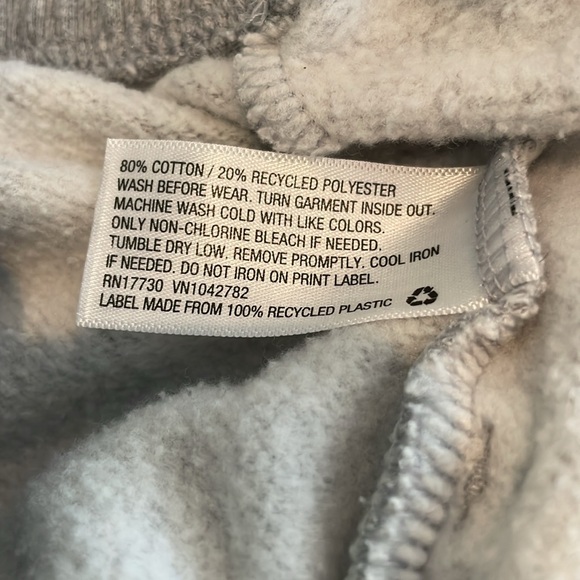 80% COTTON / 20% RECYCLED POLYESTER
WASH BEFORE WEAR. TURN GARMENT INSIDE OUT.
MACHINE WASH COLD WITH LIKE COLORS.
ONLY NON-CHLORINE BLEACH IF NEEDED.
TUMBLE DRY LOW. REMOVE PROMPTLY. COOL IRON
IF NEEDED. DO NOT IRON ON PRINT LABEL.
RN17730 VN1042782
LABEL MADE FROM 100% RECYCLED PLASTIC